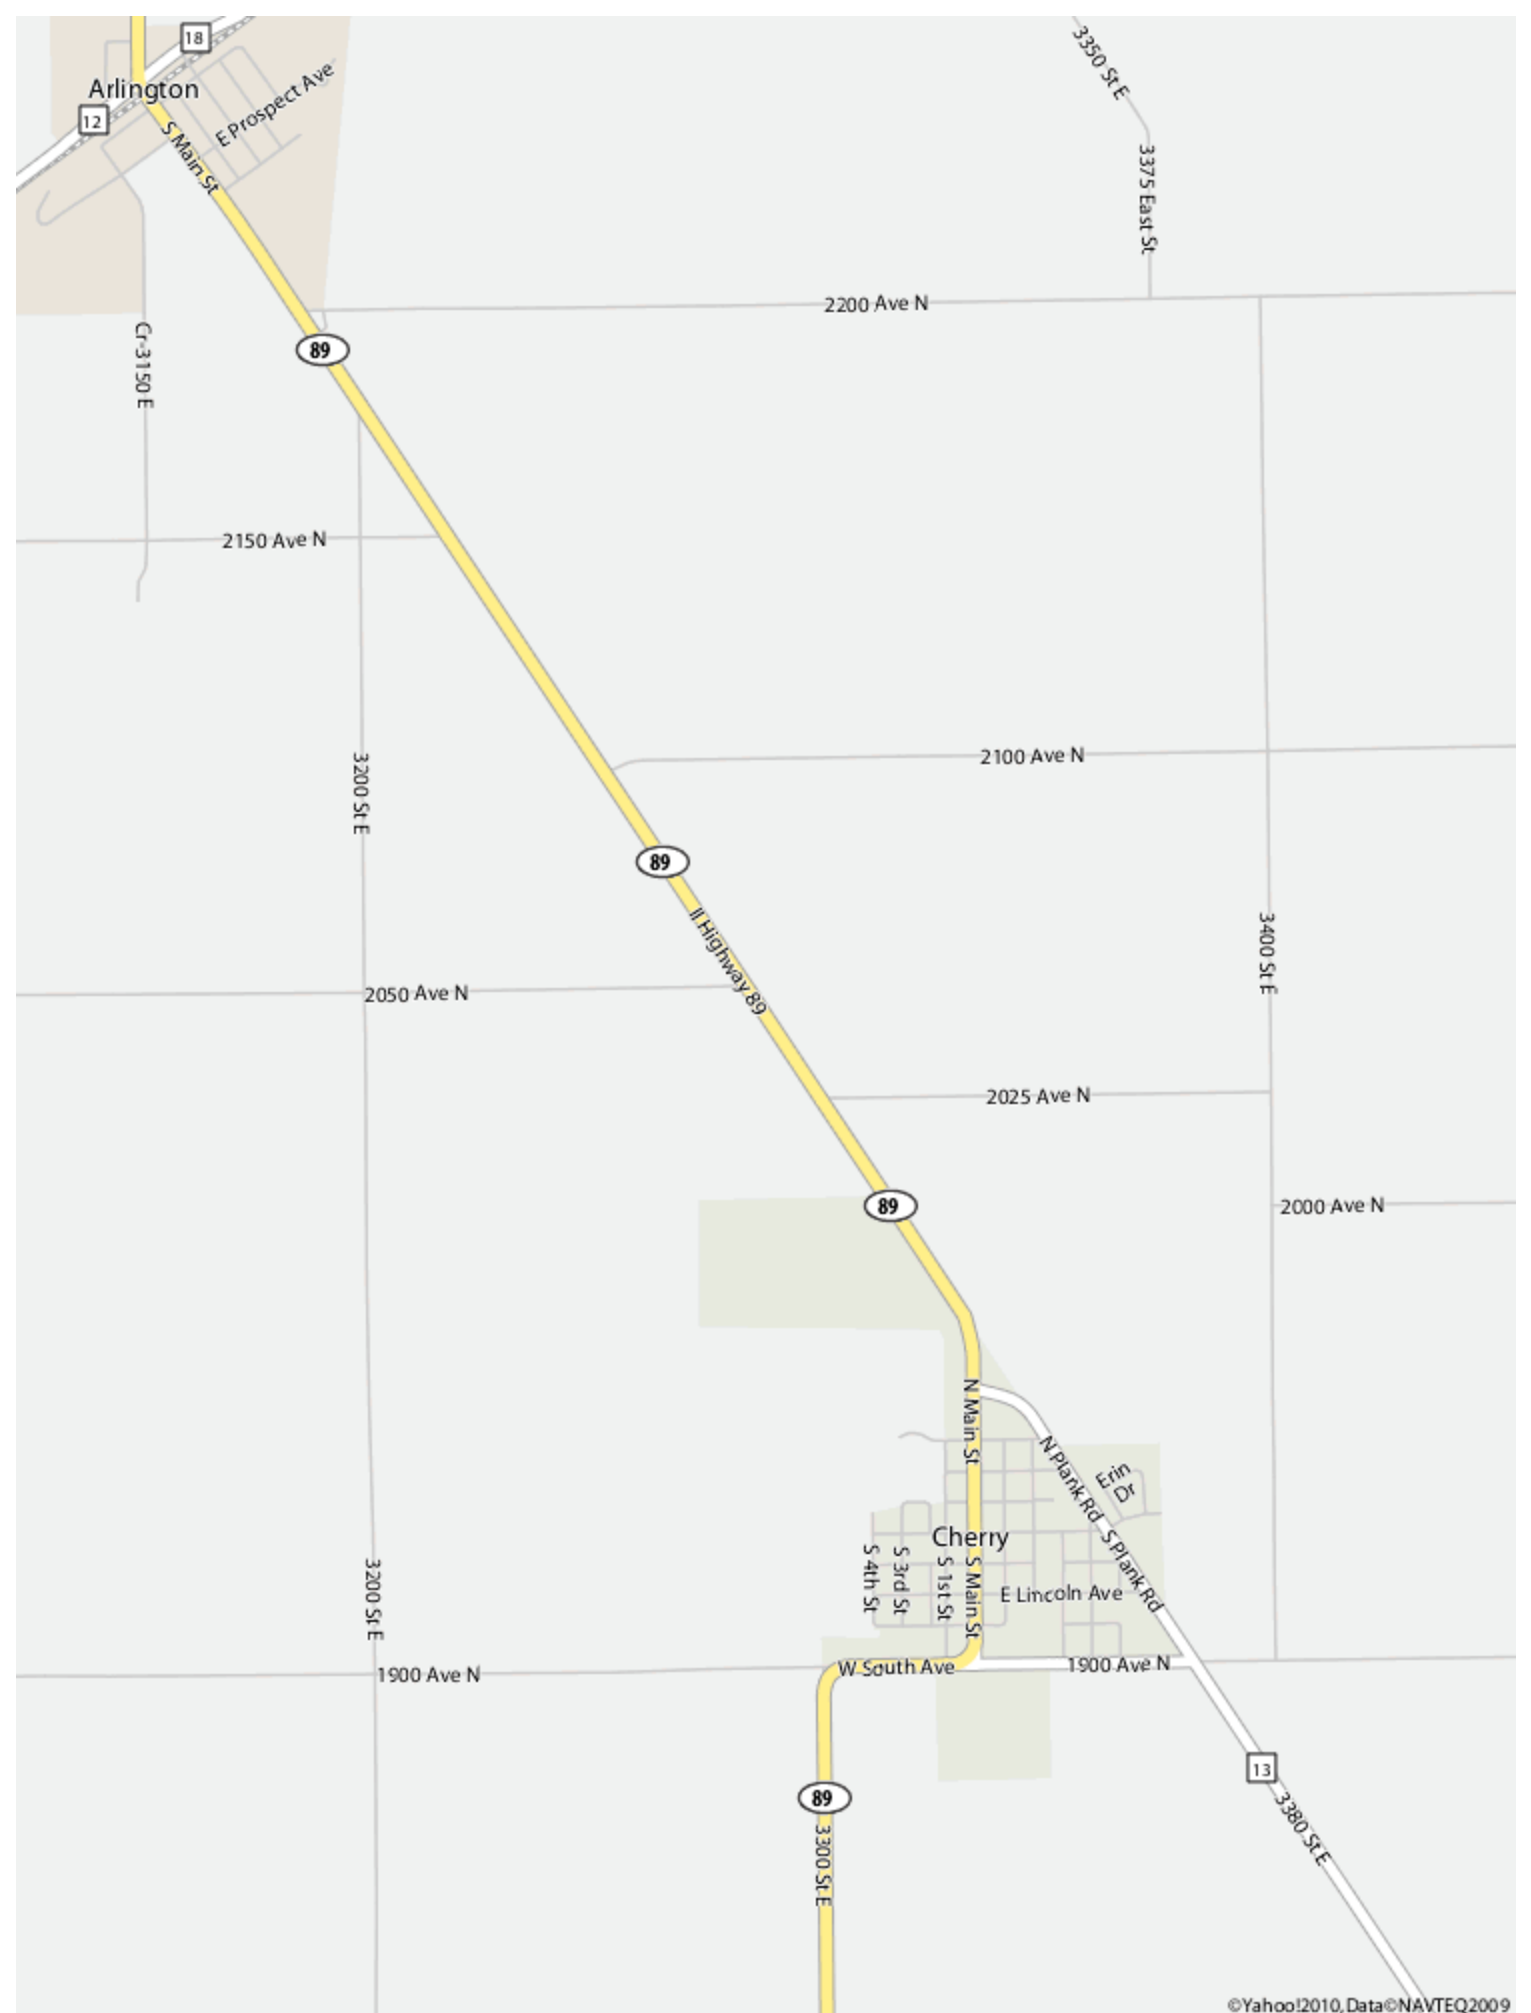 18
3350 St E
Arlington
E Prospect Ave
12
S Main St
3375 East St
2200 Ave N
89
Cr-3150 E
2150 Ave N
3200 St E
2100 Ave N
89
Il Highway 89
3400 St E
2050 Ave N
2025 Ave N
89
2000 Ave N
N Main St
N Plank Rd
Erin
Dr
Cherry
S Plank Rd
3200 St E
S 4th St
S 3rd St
S 1st St
S Main St
E Lincoln Ave
1900 Ave N
W South Ave
1900 Ave N
13
89
3380 St E
3300 St E
©Yahoo!2010, Data©NAVTEQ2009